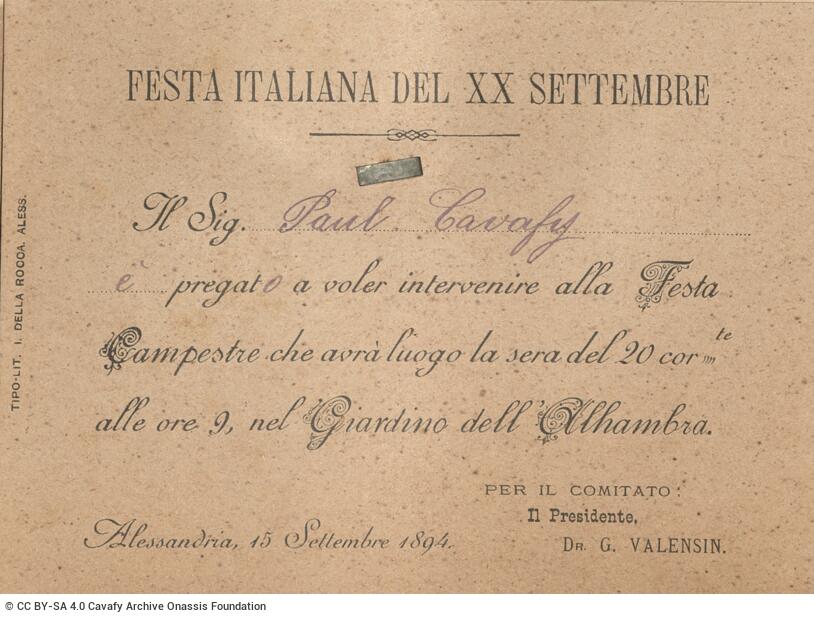 FESTA ITALIANA DEL XX SETTEMBRE
Il Sig. Paul Cavafy
è pregato a voler intervenire alla Festa
Campestre che avrà luogo la sera del 20 cor te
alle ore 9, nel Giardino dell'Alhambra.
PER IL COMITATO:
Il Presidente,
DR. G. VALENSIN.
Alessandria, 15 Settembre 1894.
TIPO-LIT. I. DELLA ROCCA. ALESS.
© CC BY-SA 4.0 Cavafy Archive Onassis Foundation